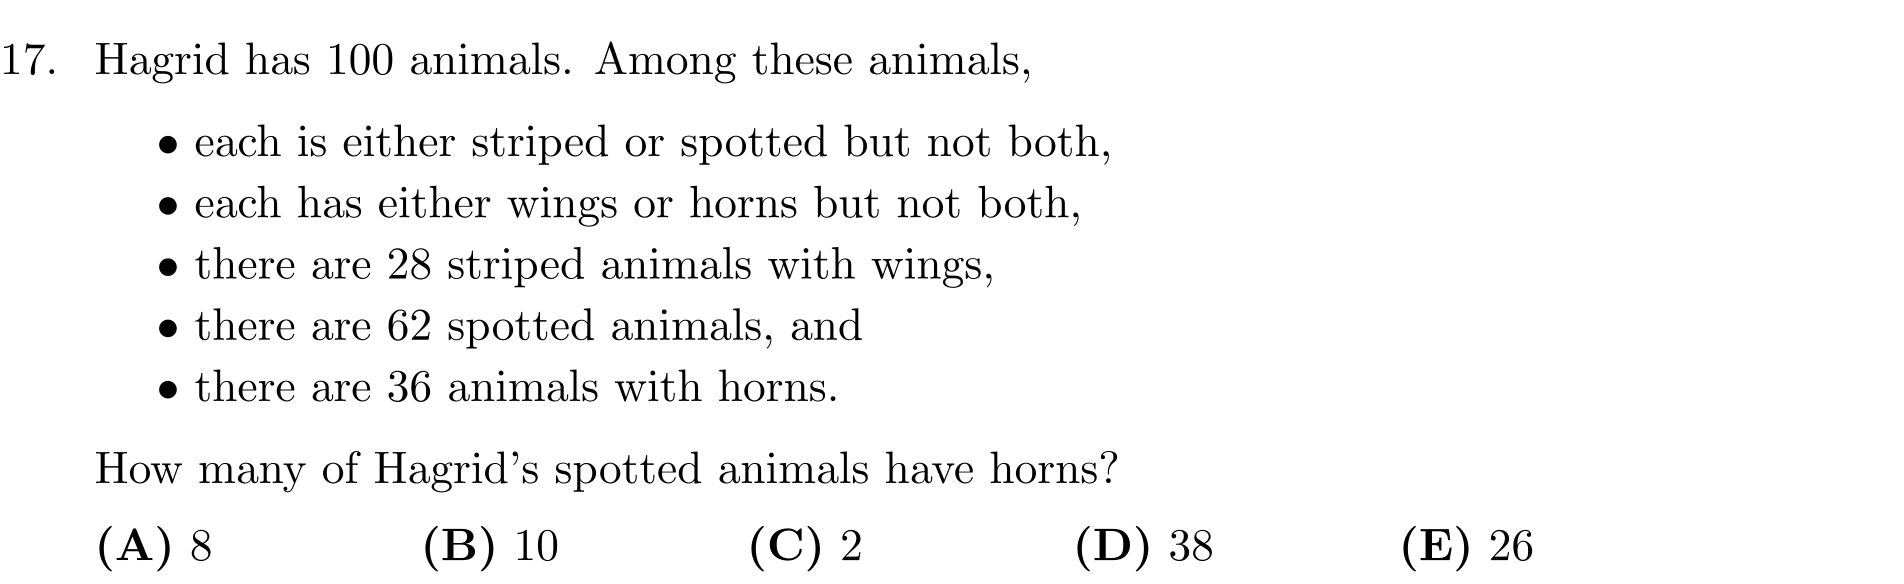 17. Hagrid has 100 animals. Among these animals,
• each is either striped or spotted but not both,
• each has either wings or horns but not both,
• there are 28 striped animals with wings,
• there are 62 spotted animals, and
• there are 36 animals with horns.
How many of Hagrid's spotted animals have horns?
(A) 8 (B) 10 (C) 2 (D) 38 (E) 26